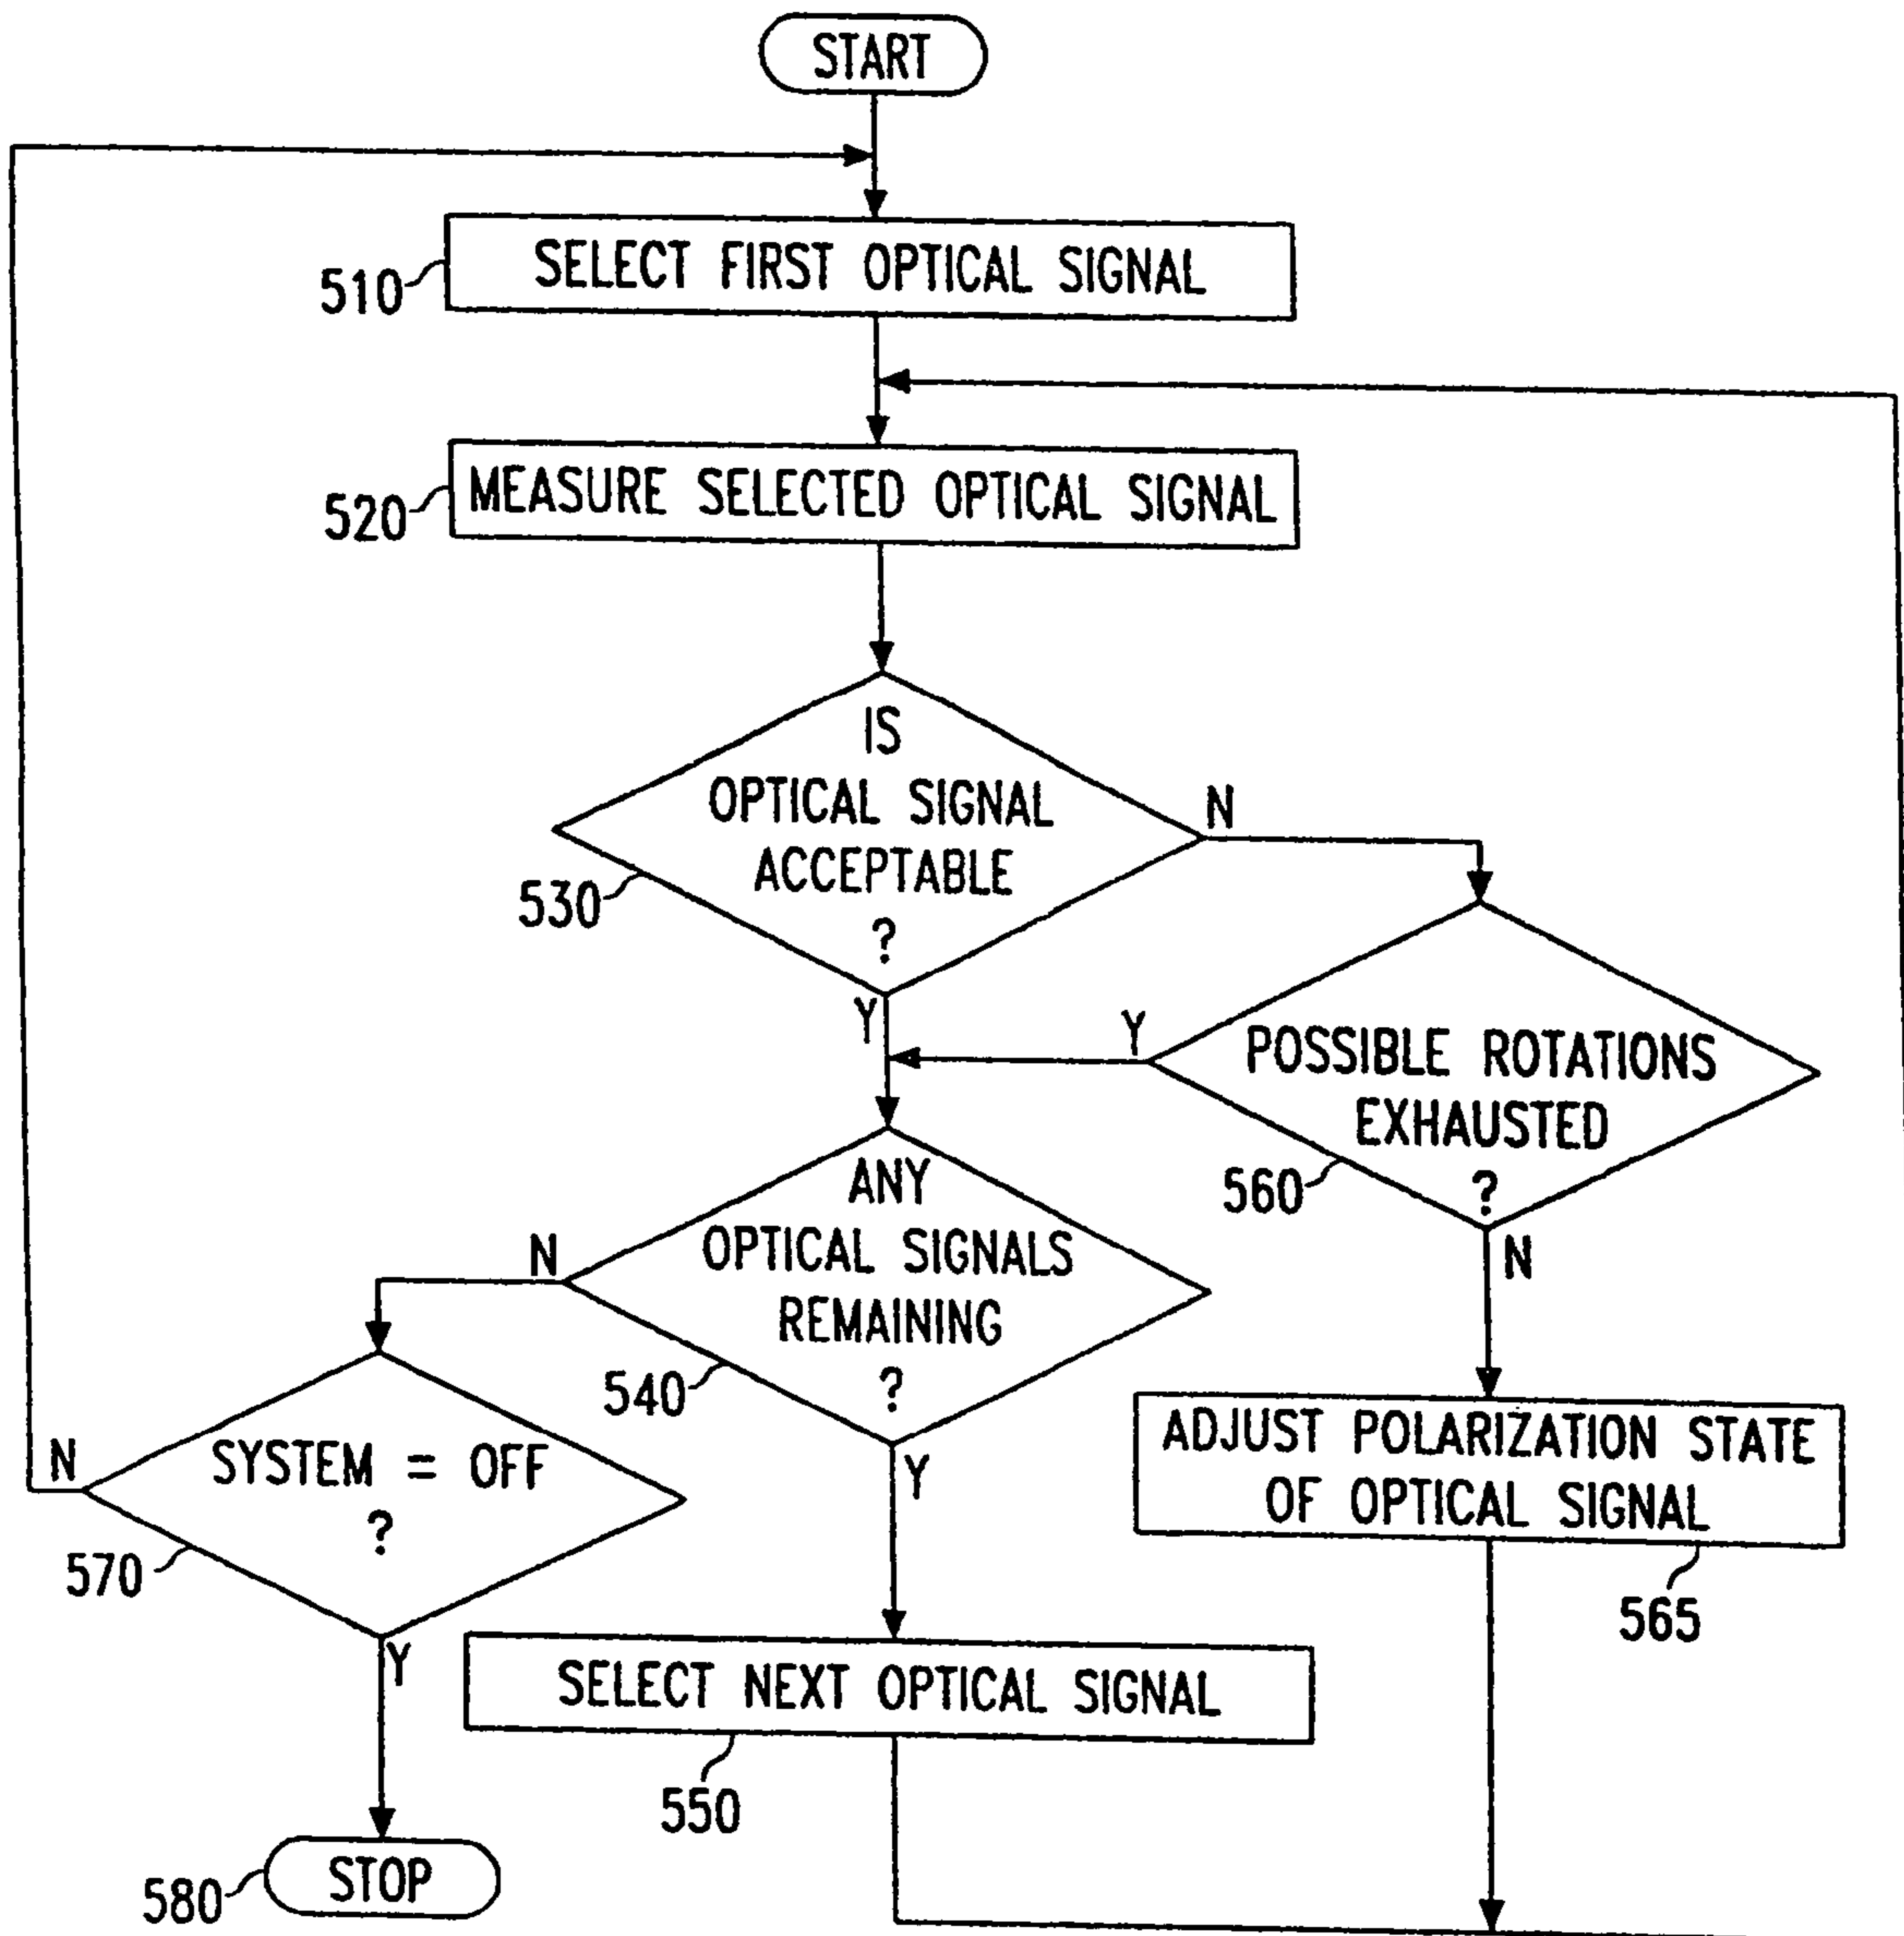 START
SELECT FIRST OPTICAL SIGNAL
510
MEASURE SELECTED OPTICAL SIGNAL
520
IS
OPTICAL SIGNAL
ACCEPTABLE
?
530
N
Y
Y
POSSIBLE ROTATIONS
EXHAUSTED
?
560
N
ANY
OPTICAL SIGNALS
REMAINING
?
540
N
Y
ADJUST POLARIZATION STATE
OF OPTICAL SIGNAL
565
SYSTEM = OFF
?
570
N
Y
SELECT NEXT OPTICAL SIGNAL
550
STOP
580